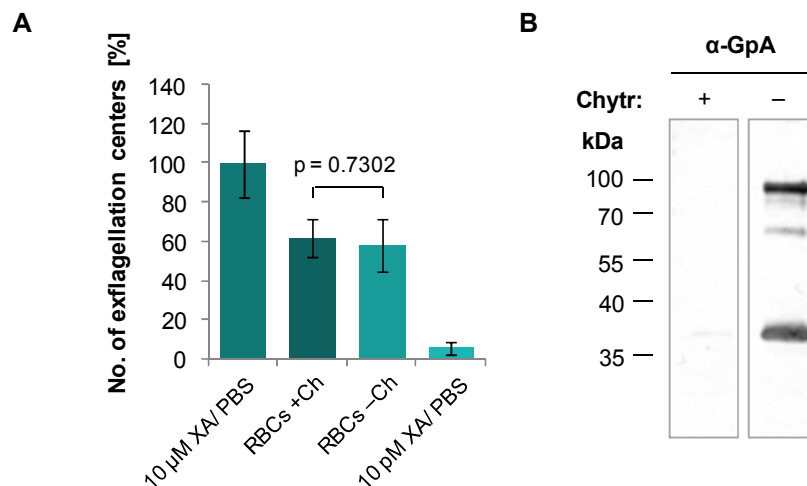 A
No. of exflagellation centers [%]
140
120
100
80
60
40
20
0
p = 0.7302
10 µM XA/ PBS
RBCs +Ch
RBCs –Ch
10 pM XA/ PBS
B
α-GpA
Chytr: + –
kDa
100
70
55
40
35